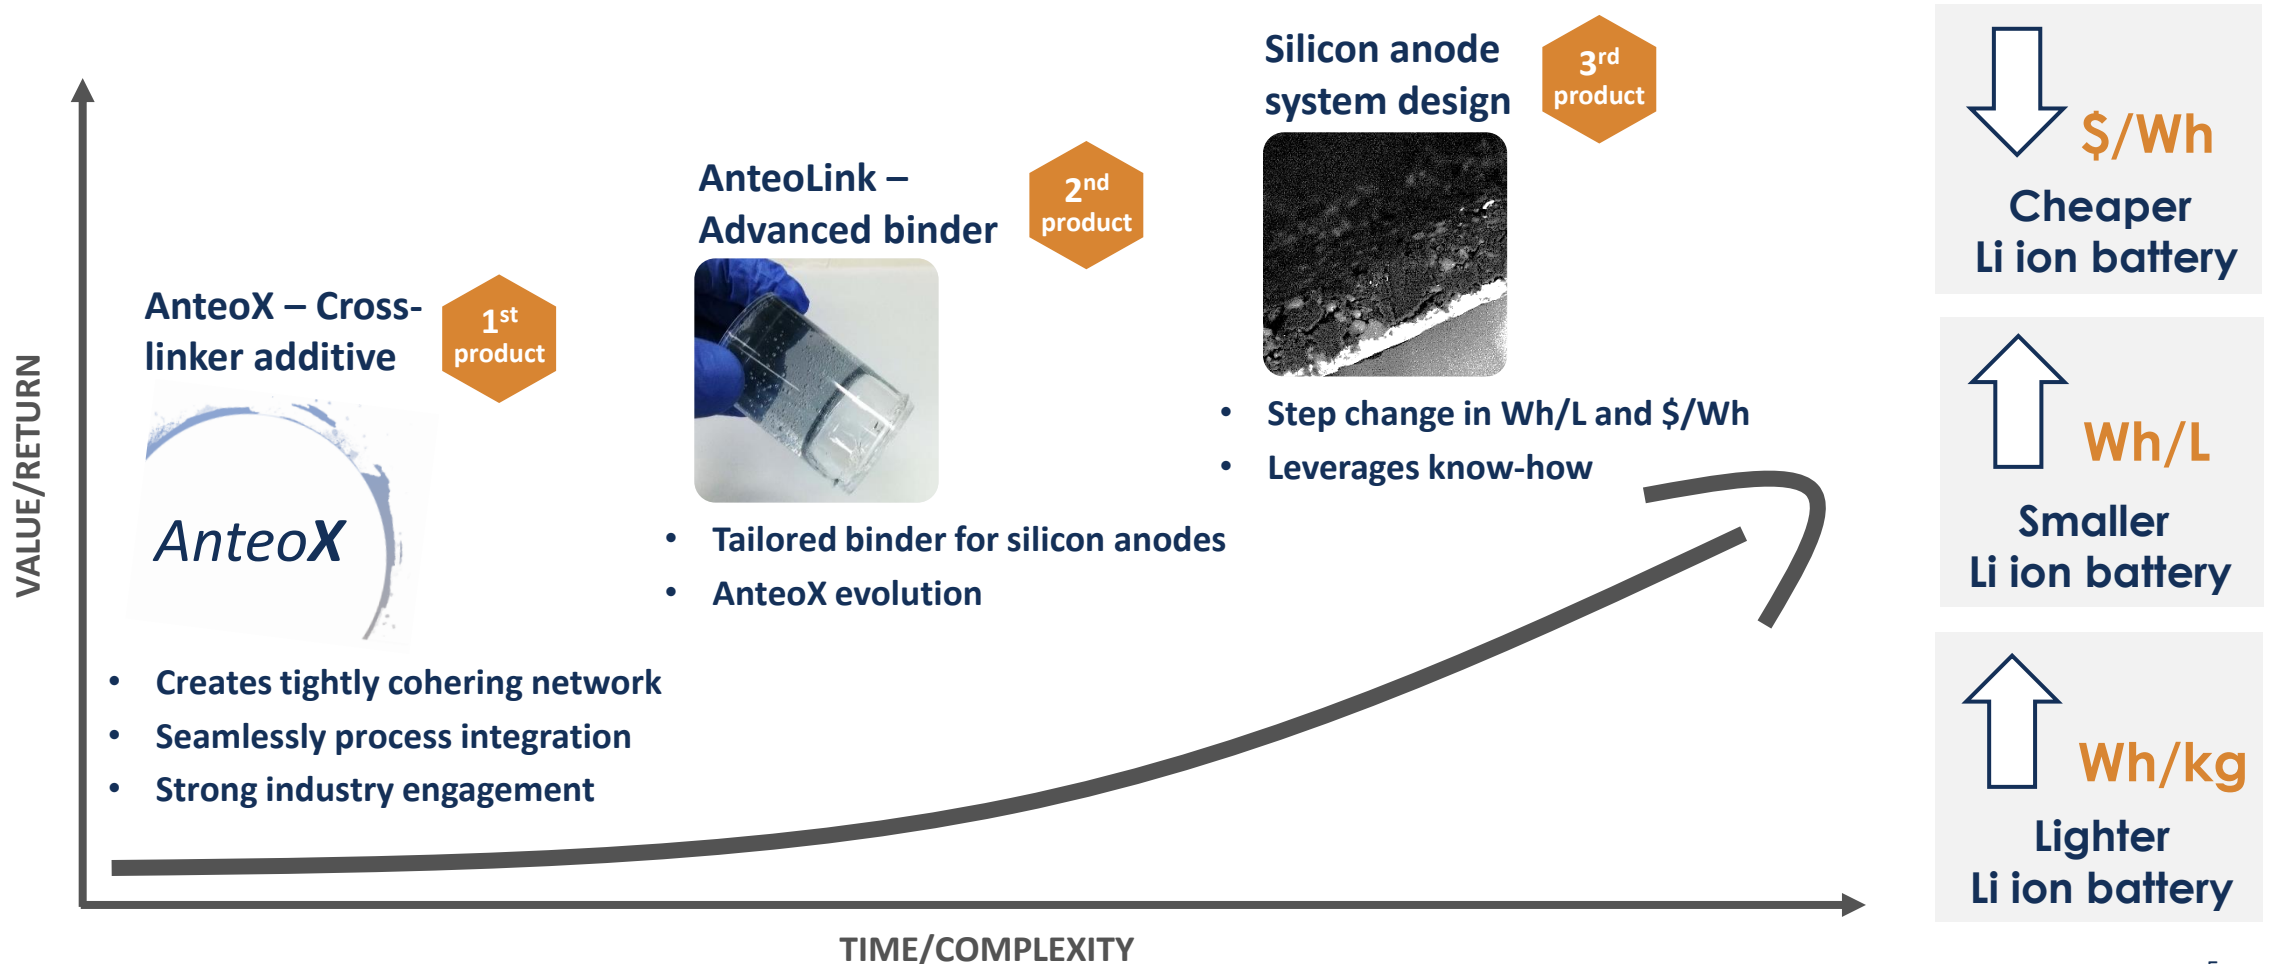 VALUE/RETURN
AnteoX – Cross-
linker additive
1st
product
AnteoX
• Creates tightly cohering network
• Seamlessly process integration
• Strong industry engagement
AnteoLink –
Advanced binder
2nd
product
• Tailored binder for silicon anodes
• AnteoX evolution
Silicon anode
system design
3rd
product
• Step change in Wh/L and $/Wh
• Leverages know-how
TIME/COMPLEXITY
$/Wh
Cheaper
Li ion battery
Wh/L
Smaller
Li ion battery
Wh/kg
Lighter
Li ion battery